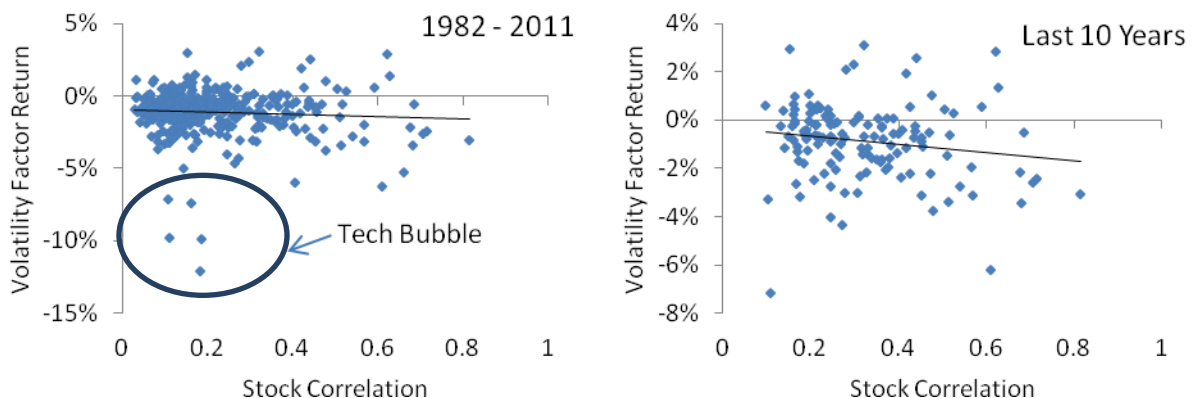 1982 - 2011
Volatility Factor Return
5%
0%
-5%
-10%
-15%
Tech Bubble
0 0.2 0.4 0.6 0.8 1
Stock Correlation
Last 10 Years
Volatility Factor Return
4%
2%
0%
-2%
-4%
-6%
-8%
0 0.2 0.4 0.6 0.8 1
Stock Correlation